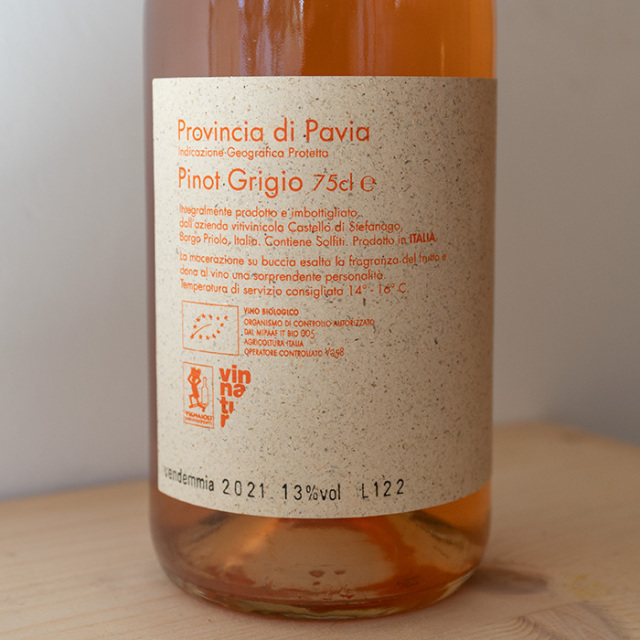 Provincia di Pavia
Indicazione Geografica Protetta
Pinot Grigio 75cl e
Integralmente prodotto e imbottigliato
dall'azienda vitivinicola Castello di Stefanago,
Borgo Priolo, Italia. Contiene Solfiti. Prodotto in ITALIA
La macerazione su buccia esalta la fragranza del frutto e
dona al vino una sorprendente personalità.
Temperatura di servizio consigliata 14° - 16° C.
VINO BIOLOGICO
ORGANISMO DI CONTROLLO AUTORIZZATO
DAL MIPAAF IT BIO 005
AGRICOLTURA ITALIA
OPERATORE CONTROLLATO
vin
na
tur
vendemmia 2021 13%vol L122